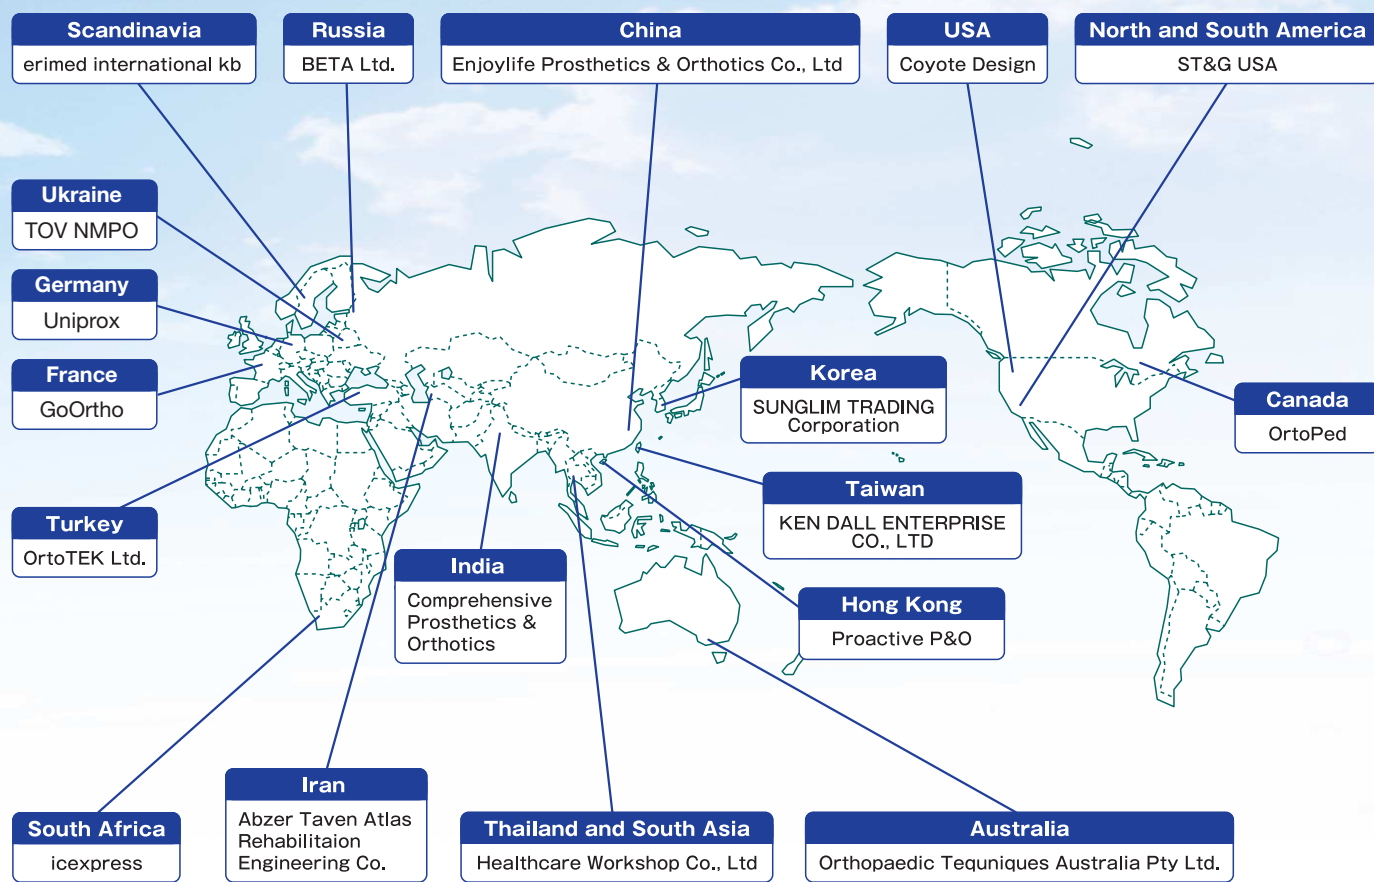 Scandinavia
erimed international kb
Russia
BETA Ltd.
China
Enjoylife Prosthetics & Orthotics Co., Ltd
USA
Coyote Design
North and South America
ST&G USA
Ukraine
TOV NMPO
Germany
Uniprox
France
GoOrtho
Korea
SUNGLIM TRADING
Corporation
Canada
OrtoPed
Taiwan
KEN DALL ENTERPRISE
CO., LTD
Turkey
OrtoTEK Ltd.
India
Comprehensive
Prosthetics &
Orthotics
Hong Kong
Proactive P&O
South Africa
icexpress
Iran
Abzer Taven Atlas
Rehabilitaion
Engineering Co.
Thailand and South Asia
Healthcare Workshop Co., Ltd
Australia
Orthopaedic Tequniques Australia Pty Ltd.